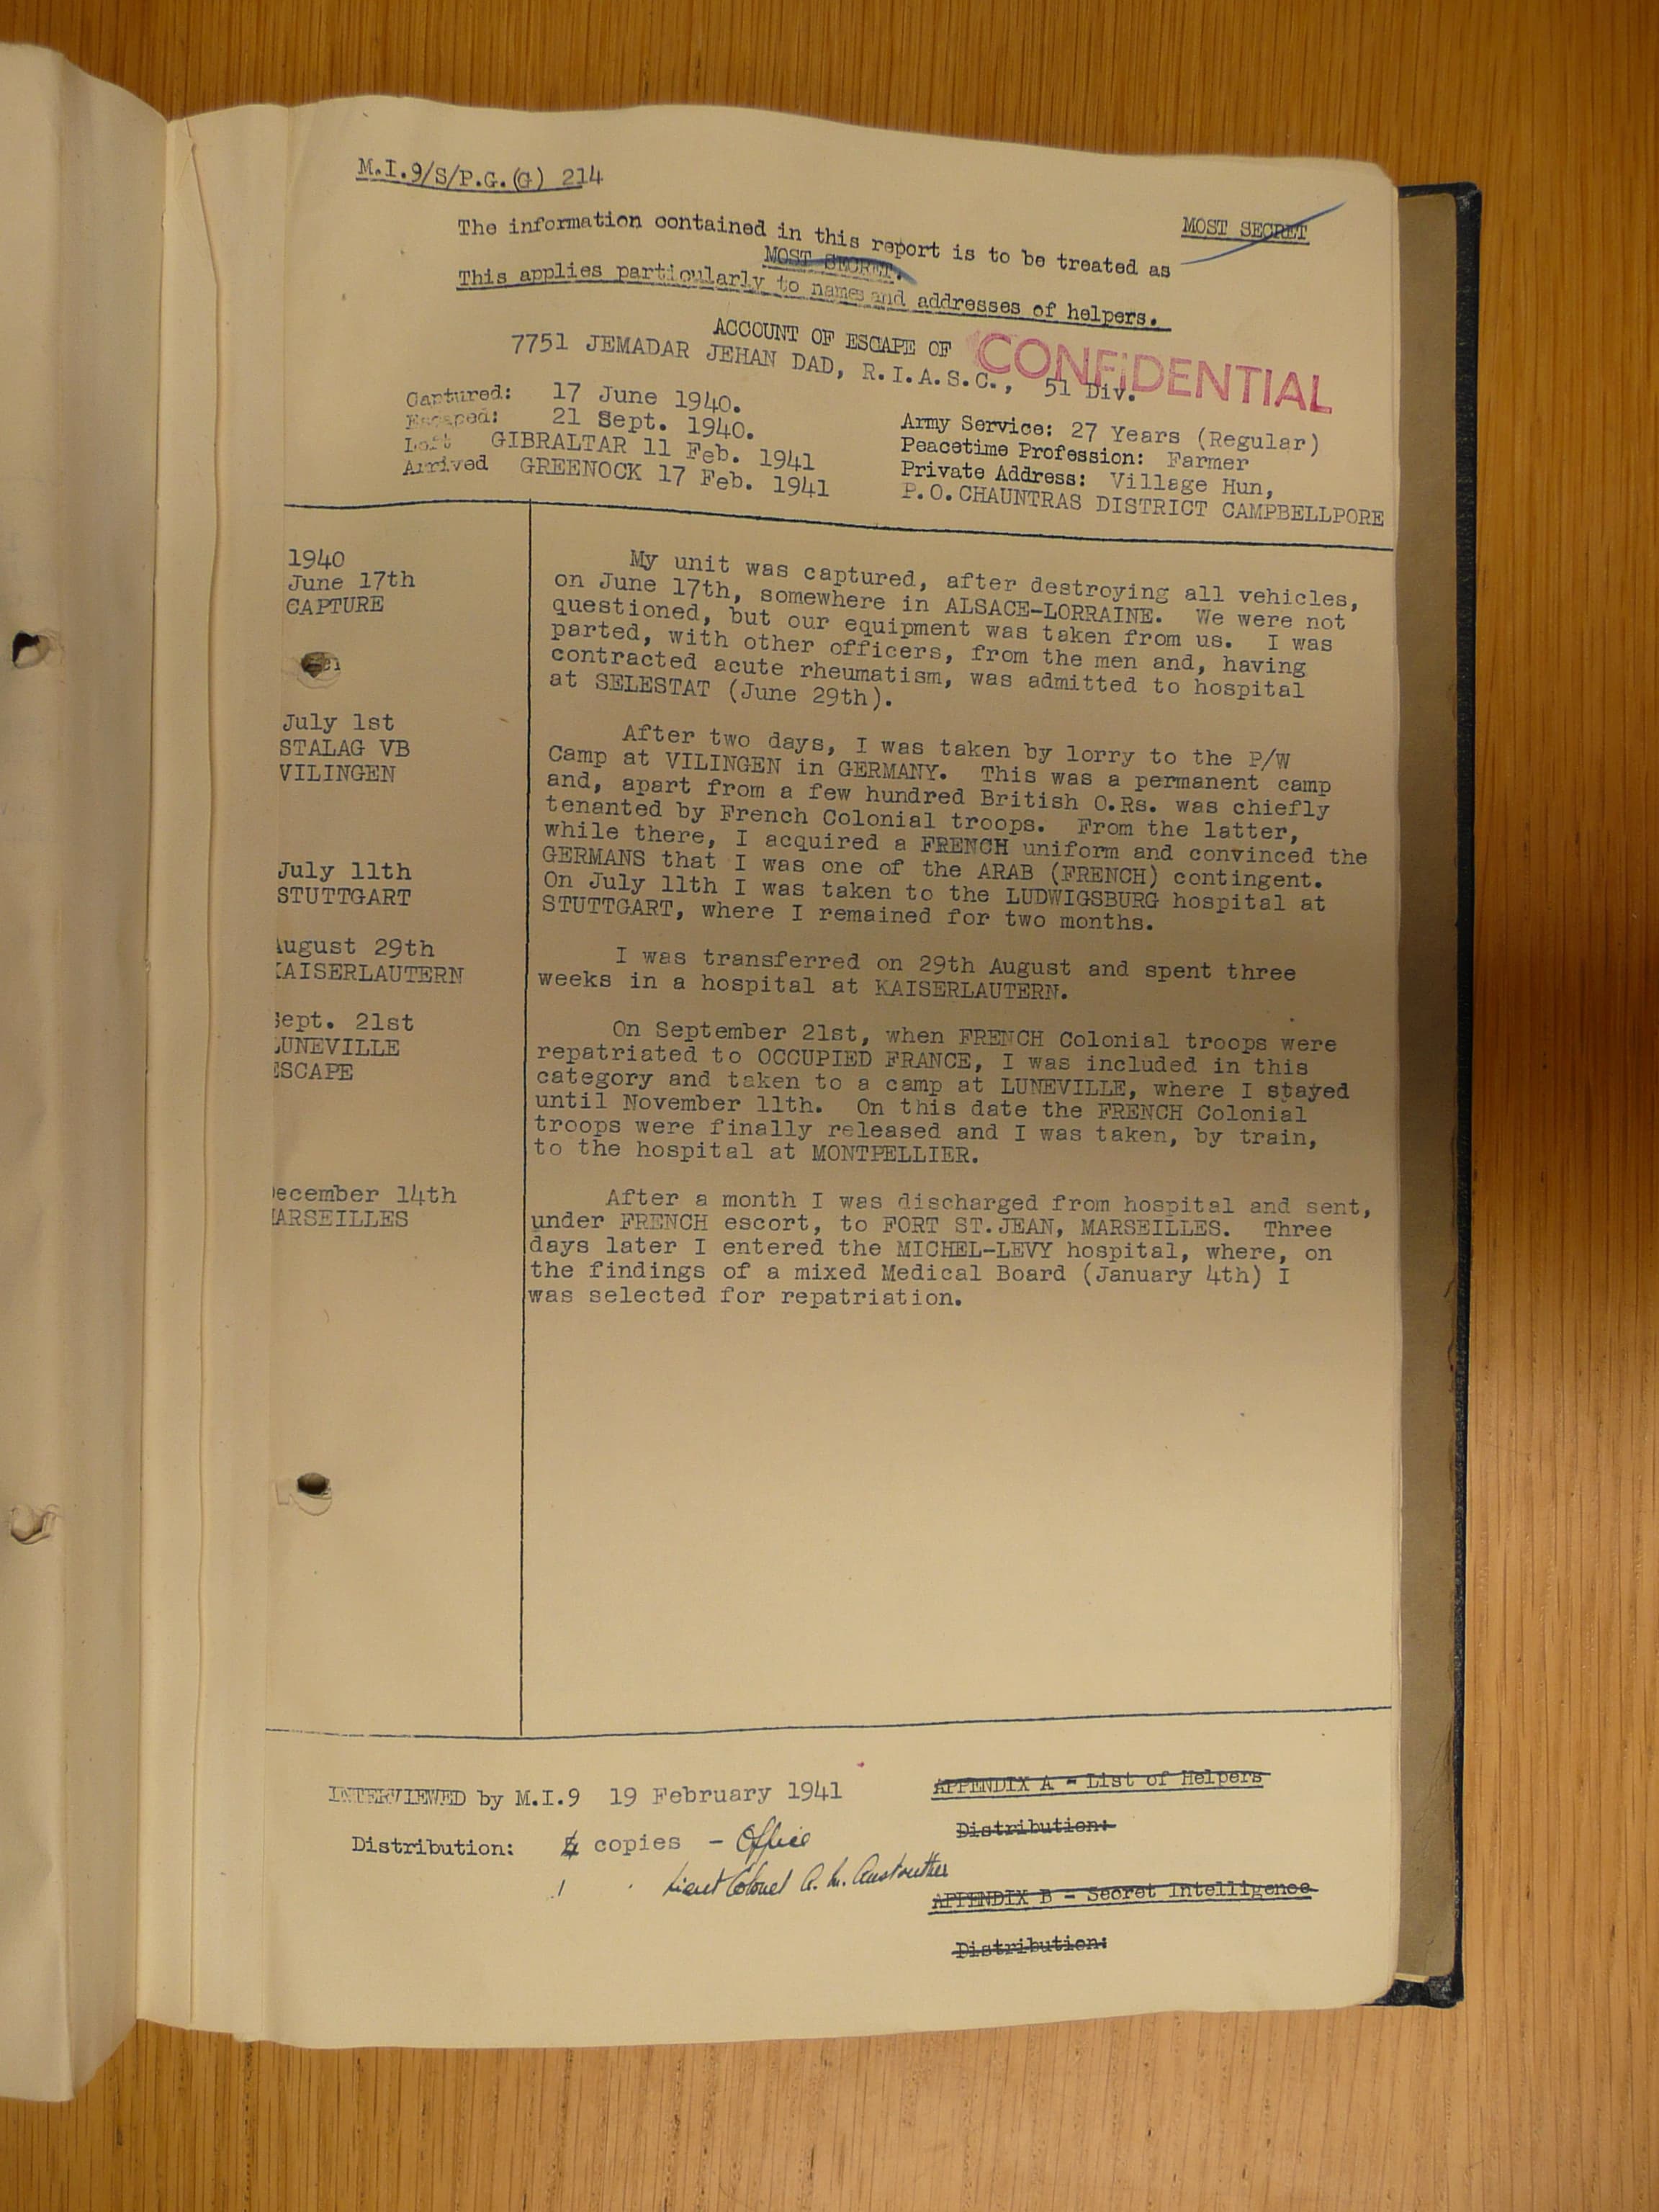 M.I.9/S/P.G.(G) 214
MOST SECRET
The information contained in this report is to be treated as
MOST SECRET.
This applies particularly to names and addresses of helpers.
ACCOUNT OF ESCAPE OF
CONFIDENTIAL
7751 JEMADAR JEHAN DAD, R.I.A.S.C., 51 Div.
Captured: 17 June 1940.
Escaped: 21 Sept. 1940.
Left GIBRALTAR 11 Feb. 1941
Arrived GREENOCK 17 Feb. 1941
Army Service: 27 Years (Regular)
Peacetime Profession: Farmer
Private Address: Village Hun,
P.O. CHAUNTRAS DISTRICT CAMPBELLPORE
1940
June 17th
CAPTURE
My unit was captured, after destroying all vehicles,
on June 17th, somewhere in ALSACE-LORRAINE. We were not
questioned, but our equipment was taken from us. I was
parted, with other officers, from the men and, having
contracted acute rheumatism, was admitted to hospital
at SELESTAT (June 29th).
July 1st
STALAG VB
VILINGEN
After two days, I was taken by lorry to the P/W
Camp at VILINGEN in GERMANY. This was a permanent camp
and, apart from a few hundred British O.Rs. was chiefly
tenanted by French Colonial troops. From the latter,
while there, I acquired a FRENCH uniform and convinced the
GERMANS that I was one of the ARAB (FRENCH) contingent.
On July 11th I was taken to the LUDWIGSBURG hospital at
STUTTGART, where I remained for two months.
July 11th
STUTTGART
August 29th
KAISERLAUTERN
I was transferred on 29th August and spent three
weeks in a hospital at KAISERLAUTERN.
Sept. 21st
LUNEVILLE
ESCAPE
On September 21st, when FRENCH Colonial troops were
repatriated to OCCUPIED FRANCE, I was included in this
category and taken to a camp at LUNEVILLE, where I stayed
until November 11th. On this date the FRENCH Colonial
troops were finally released and I was taken, by train,
to the hospital at MONTPELLIER.
December 14th
MARSEILLES
After a month I was discharged from hospital and sent,
under FRENCH escort, to FORT ST.JEAN, MARSEILLES. Three
days later I entered the MICHEL-LEVY hospital, where, on
the findings of a mixed Medical Board (January 4th) I
was selected for repatriation.
INTERVIEWED by M.I.9 19 February 1941
Distribution: 4 copies - Office
1 Lieut Colonel A. M. Anstruther
APPENDIX A - List of Helpers
Distribution:
APPENDIX B - Secret Intelligence
Distribution: